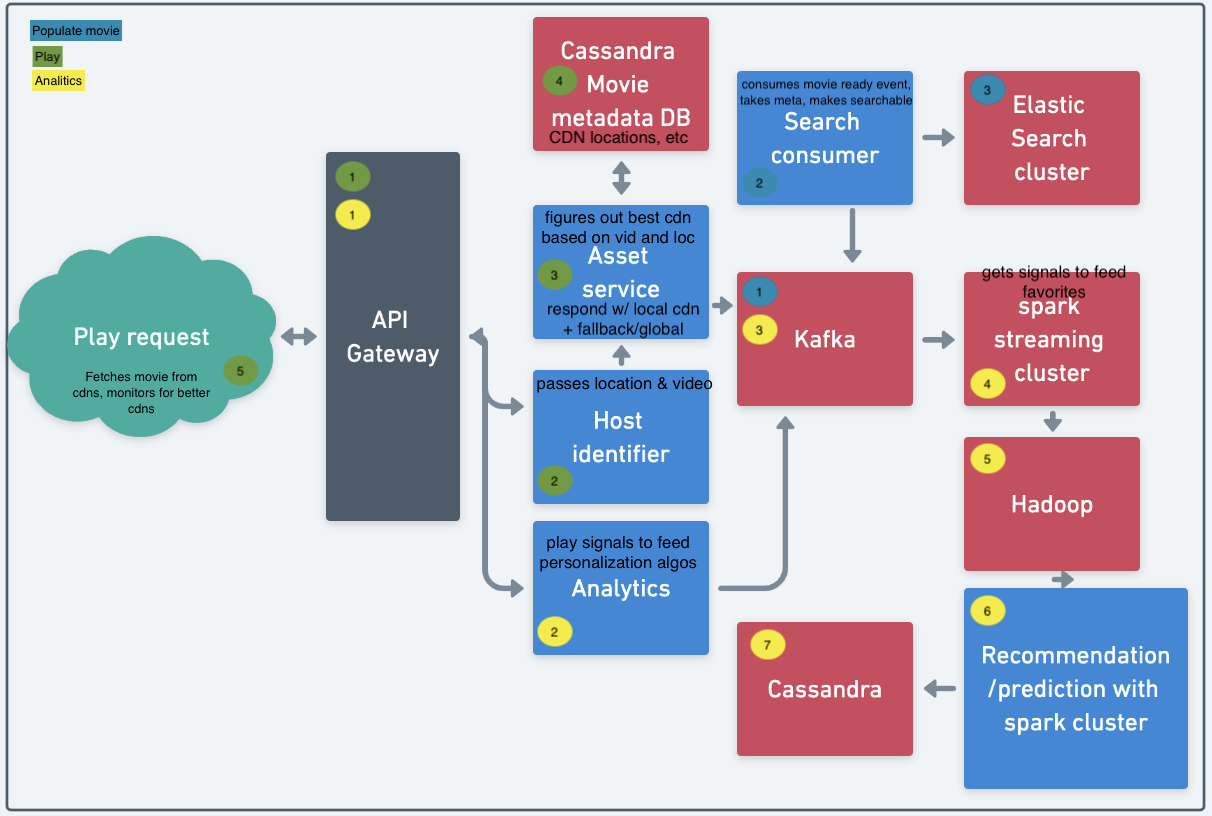 Populate movie
Play
Analitics
Play request
Fetches movie from
cdns, monitors for better
cdns
5
1
1
API
Gateway
Cassandra
4
Movie
metadata DB
CDN locations, etc
figures out best cdn
based on vid and loc
Asset
3
service
respond w/ local cdn
+ fallback/global
passes location & video
Host
identifier
2
play signals to feed
personalization algos
Analytics
2
consumes movie ready event,
takes meta, makes searchable
Search
consumer
2
3
Elastic
Search
cluster
1
3
Kafka
gets signals to feed
favorites
spark
streaming
cluster
4
5
Hadoop
6
Recommendation
/prediction with
spark cluster
7
Cassandra